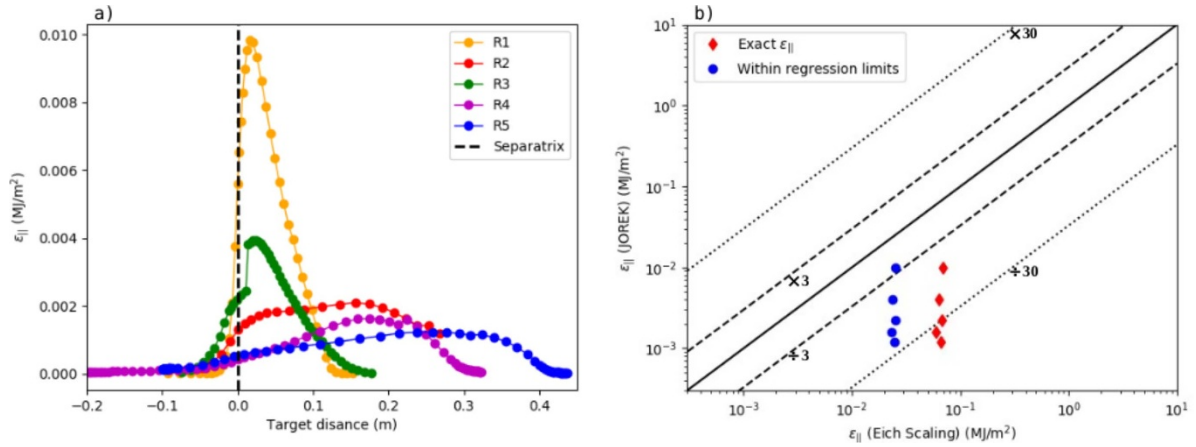 a)
0.010
0.008
0.006
0.004
0.002
0.000
ε|| (MJ/m²)
R1
R2
R3
R4
R5
Separatrix
-0.2
-0.1
0.0
0.1
0.2
0.3
0.4
Target disance (m)
b)
10¹
10⁰
10⁻¹
10⁻²
10⁻³
ε|| (JOREK) (MJ/m²)
Exact ε||
Within regression limits
×30
×3
÷30
÷3
10⁻³
10⁻²
10⁻¹
10⁰
10¹
ε|| (Eich Scaling) (MJ/m²)